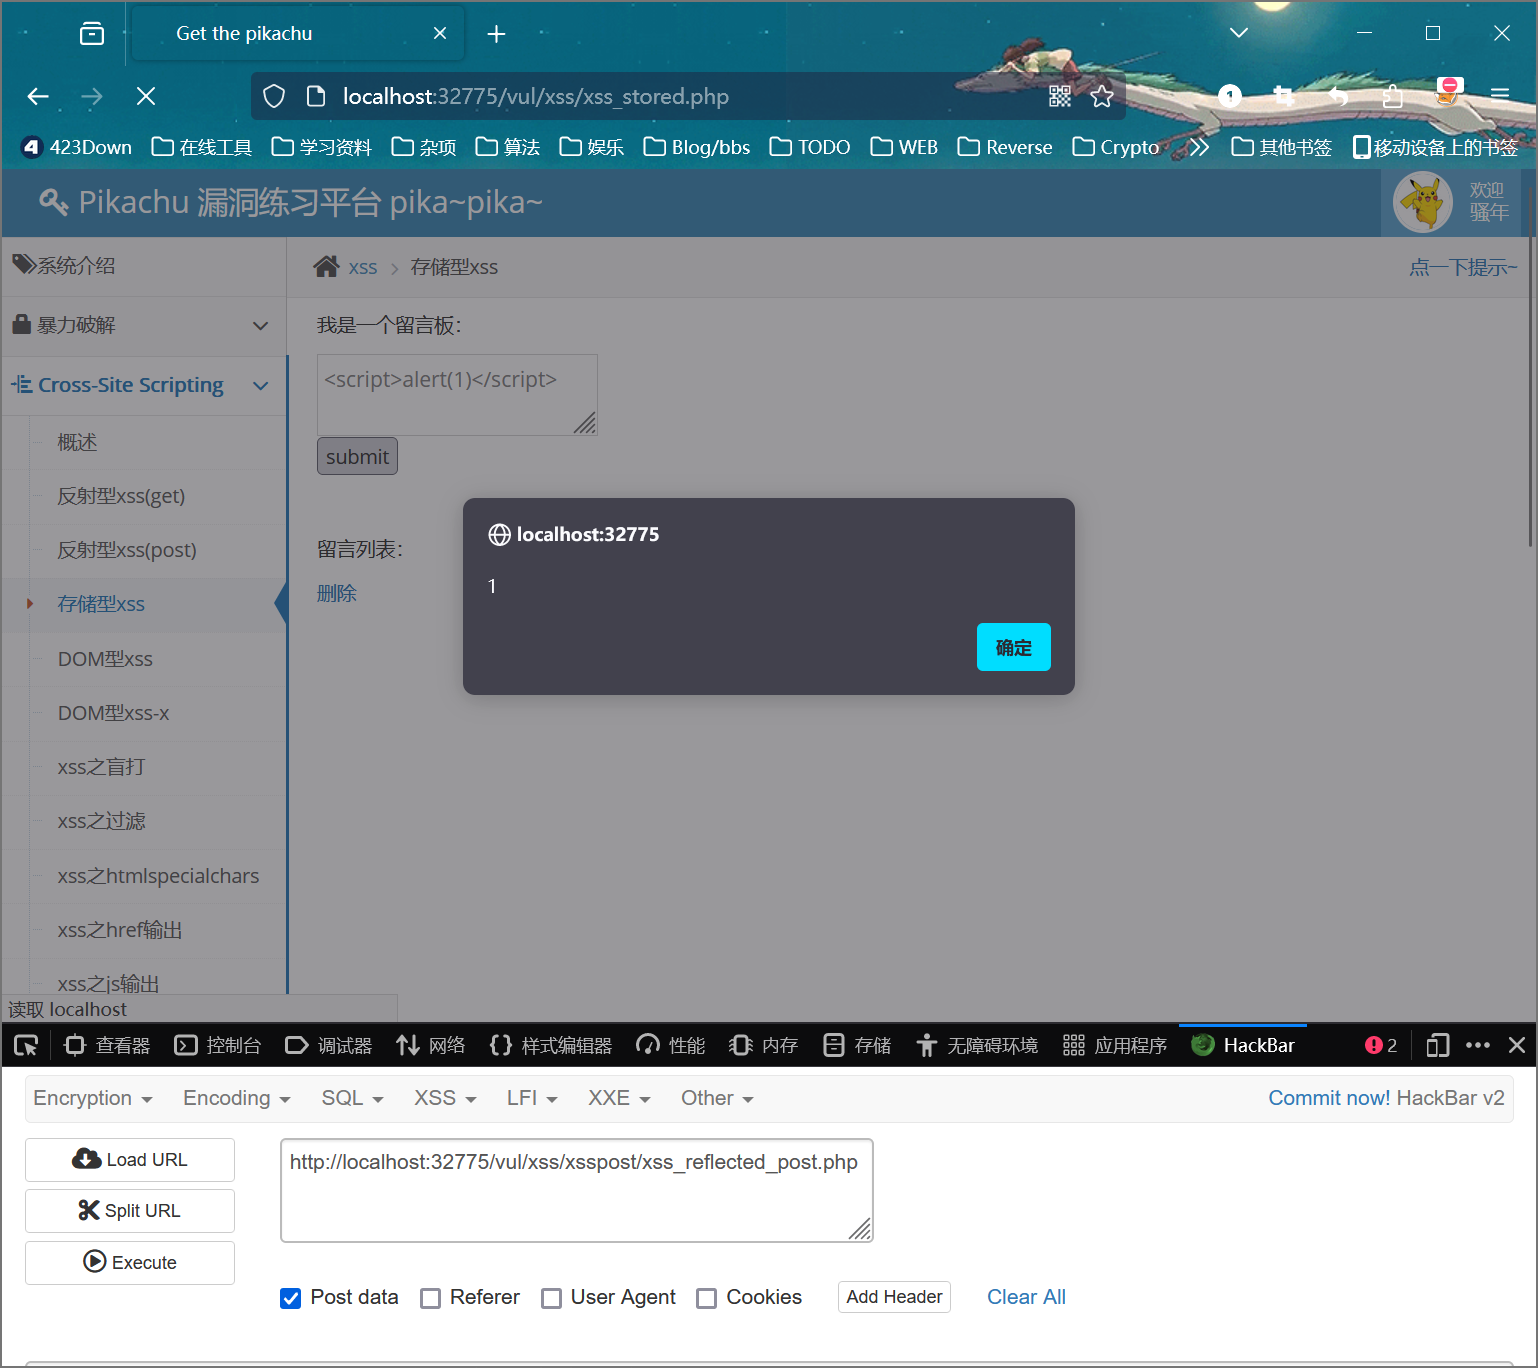 Get the pikachu
localhost:32775/vul/xss/xss_stored.php
423Down 在线工具 学习资料 杂项 算法 娱乐 Blog/bbs TODO WEB Reverse Crypto 其他书签 移动设备上的书签
Pikachu 漏洞练习平台 pika~pika~
欢迎
骚年
系统介绍
xss 存储型xss
点一下提示~
暴力破解
我是一个留言板：
Cross-Site Scripting
<script>alert(1)</script>
概述
submit
反射型xss(get)
localhost:32775
反射型xss(post)
留言列表：
1
删除
存储型xss
确定
DOM型xss
DOM型xss-x
xss之盲打
xss之过滤
xss之htmlspecialchars
xss之href输出
xss之js输出
读取 localhost
查看器 控制台 调试器 网络 样式编辑器 性能 内存 存储 无障碍环境 应用程序 HackBar 2
Encryption Encoding SQL XSS LFI XXE Other Commit now! HackBar v2
Load URL
http://localhost:32775/vul/xss/xsspost/xss_reflected_post.php
Split URL
Execute
Post data Referer User Agent Cookies Add Header Clear All